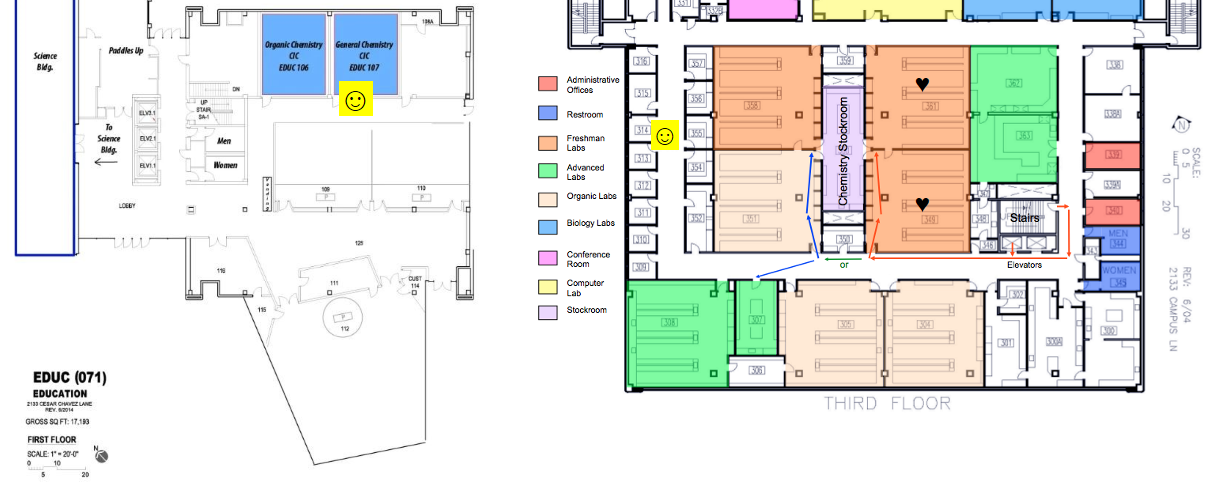 106A
Science
Bldg.
Paddles Up
Organic Chemistry
CIC
EDUC 106
General Chemistry
CIC
EDUC 107
DN
UP
STAIR
SA-1
ELV3.1
ELV2.1
ELV1.1
To
Science
Bldg.
Men
Women
Vending
LOBBY
109
P
110
P
125
116
111
CUST
114
115
P
112
EDUC (071)
EDUCATION
2133 CESAR CHAVEZ LANE
REV. 6/2014
GROSS SQ FT: 17,193
FIRST FLOOR
SCALE: 1" = 20'-0"
N
0 10
5 20
Administrative
Offices
Restroom
Freshman
Labs
Advanced
Labs
Organic Labs
Biology Labs
Conference
Room
Computer
Lab
Stockroom
331
316
357
358
359
361
362
338
315
356
Chemistry Stockroom
338A
314
355
363
313
354
339
312
339A
311
352
351
349
348
Stairs
340
310
350
346
MEN
344
309
or
Elevators
WOMEN
308
307
305
304
302
301
300A
300
306
THIRD FLOOR
N
SCALE:
0 5 10 20 30
REV: 6/04
2133 CAMPUS LN